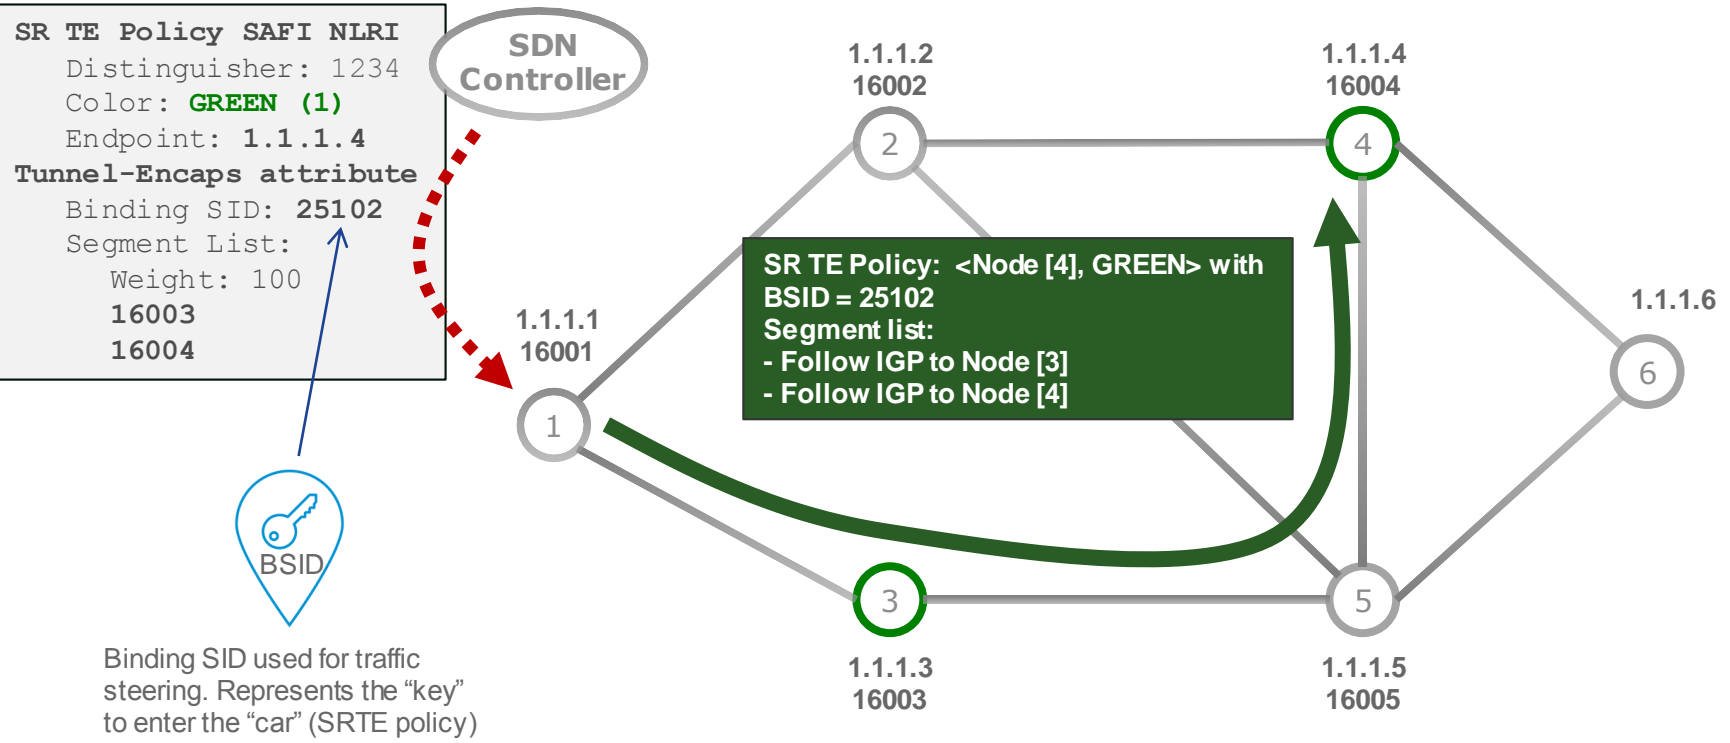 SR TE Policy SAFI NLRI
Distinguisher: 1234
Color: GREEN (1)
Endpoint: 1.1.1.4
Tunnel-Encaps attribute
Binding SID: 25102
Segment List:
Weight: 100
16003
16004
SDN
Controller
1.1.1.2
16002
2
1.1.1.4
16004
4
SR TE Policy: <Node [4], GREEN> with
BSID = 25102
Segment list:
- Follow IGP to Node [3]
- Follow IGP to Node [4]
1.1.1.1
16001
1
1.1.1.6
6
3
1.1.1.3
16003
5
1.1.1.5
16005
BSID
Binding SID used for traffic
steering. Represents the “key”
to enter the “car” (SRTE policy)